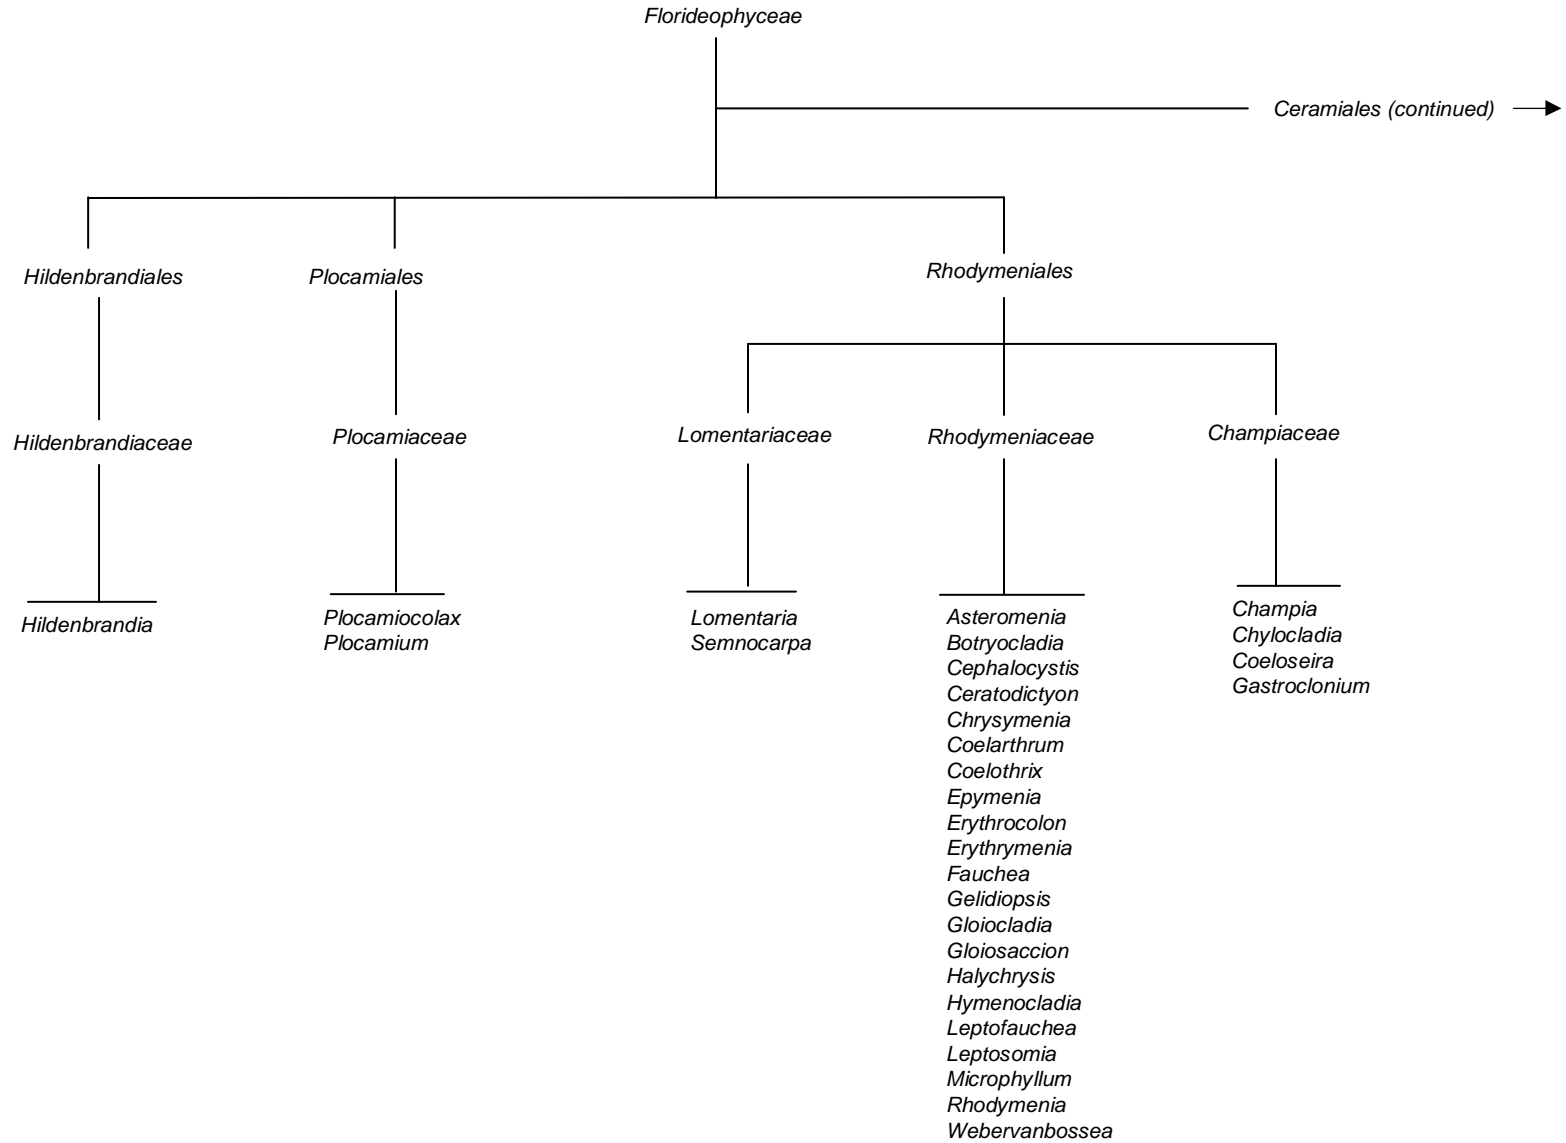 Florideophyceae
Ceramiales (continued)
Hildenbrandiales
Plocamiales
Rhodymeniales
Hildenbrandiaceae
Plocamiaceae
Lomentariaceae
Rhodymeniaceae
Champiaceae
Hildenbrandia
Plocamiocolax
Plocamium
Lomentaria
Semnocarpa
Asteromenia
Botryocladia
Cephalocystis
Ceratodictyon
Chrysymenia
Coelarthrum
Coelothrix
Epymenia
Erythrocolon
Erythrymenia
Fauchea
Gelidiopsis
Gloiocladia
Gloiosaccion
Halychrysis
Hymenocladia
Leptofauchea
Leptosomia
Microphyllum
Rhodymenia
Webervanbossea
Champia
Chylocladia
Coeloseira
Gastroclonium